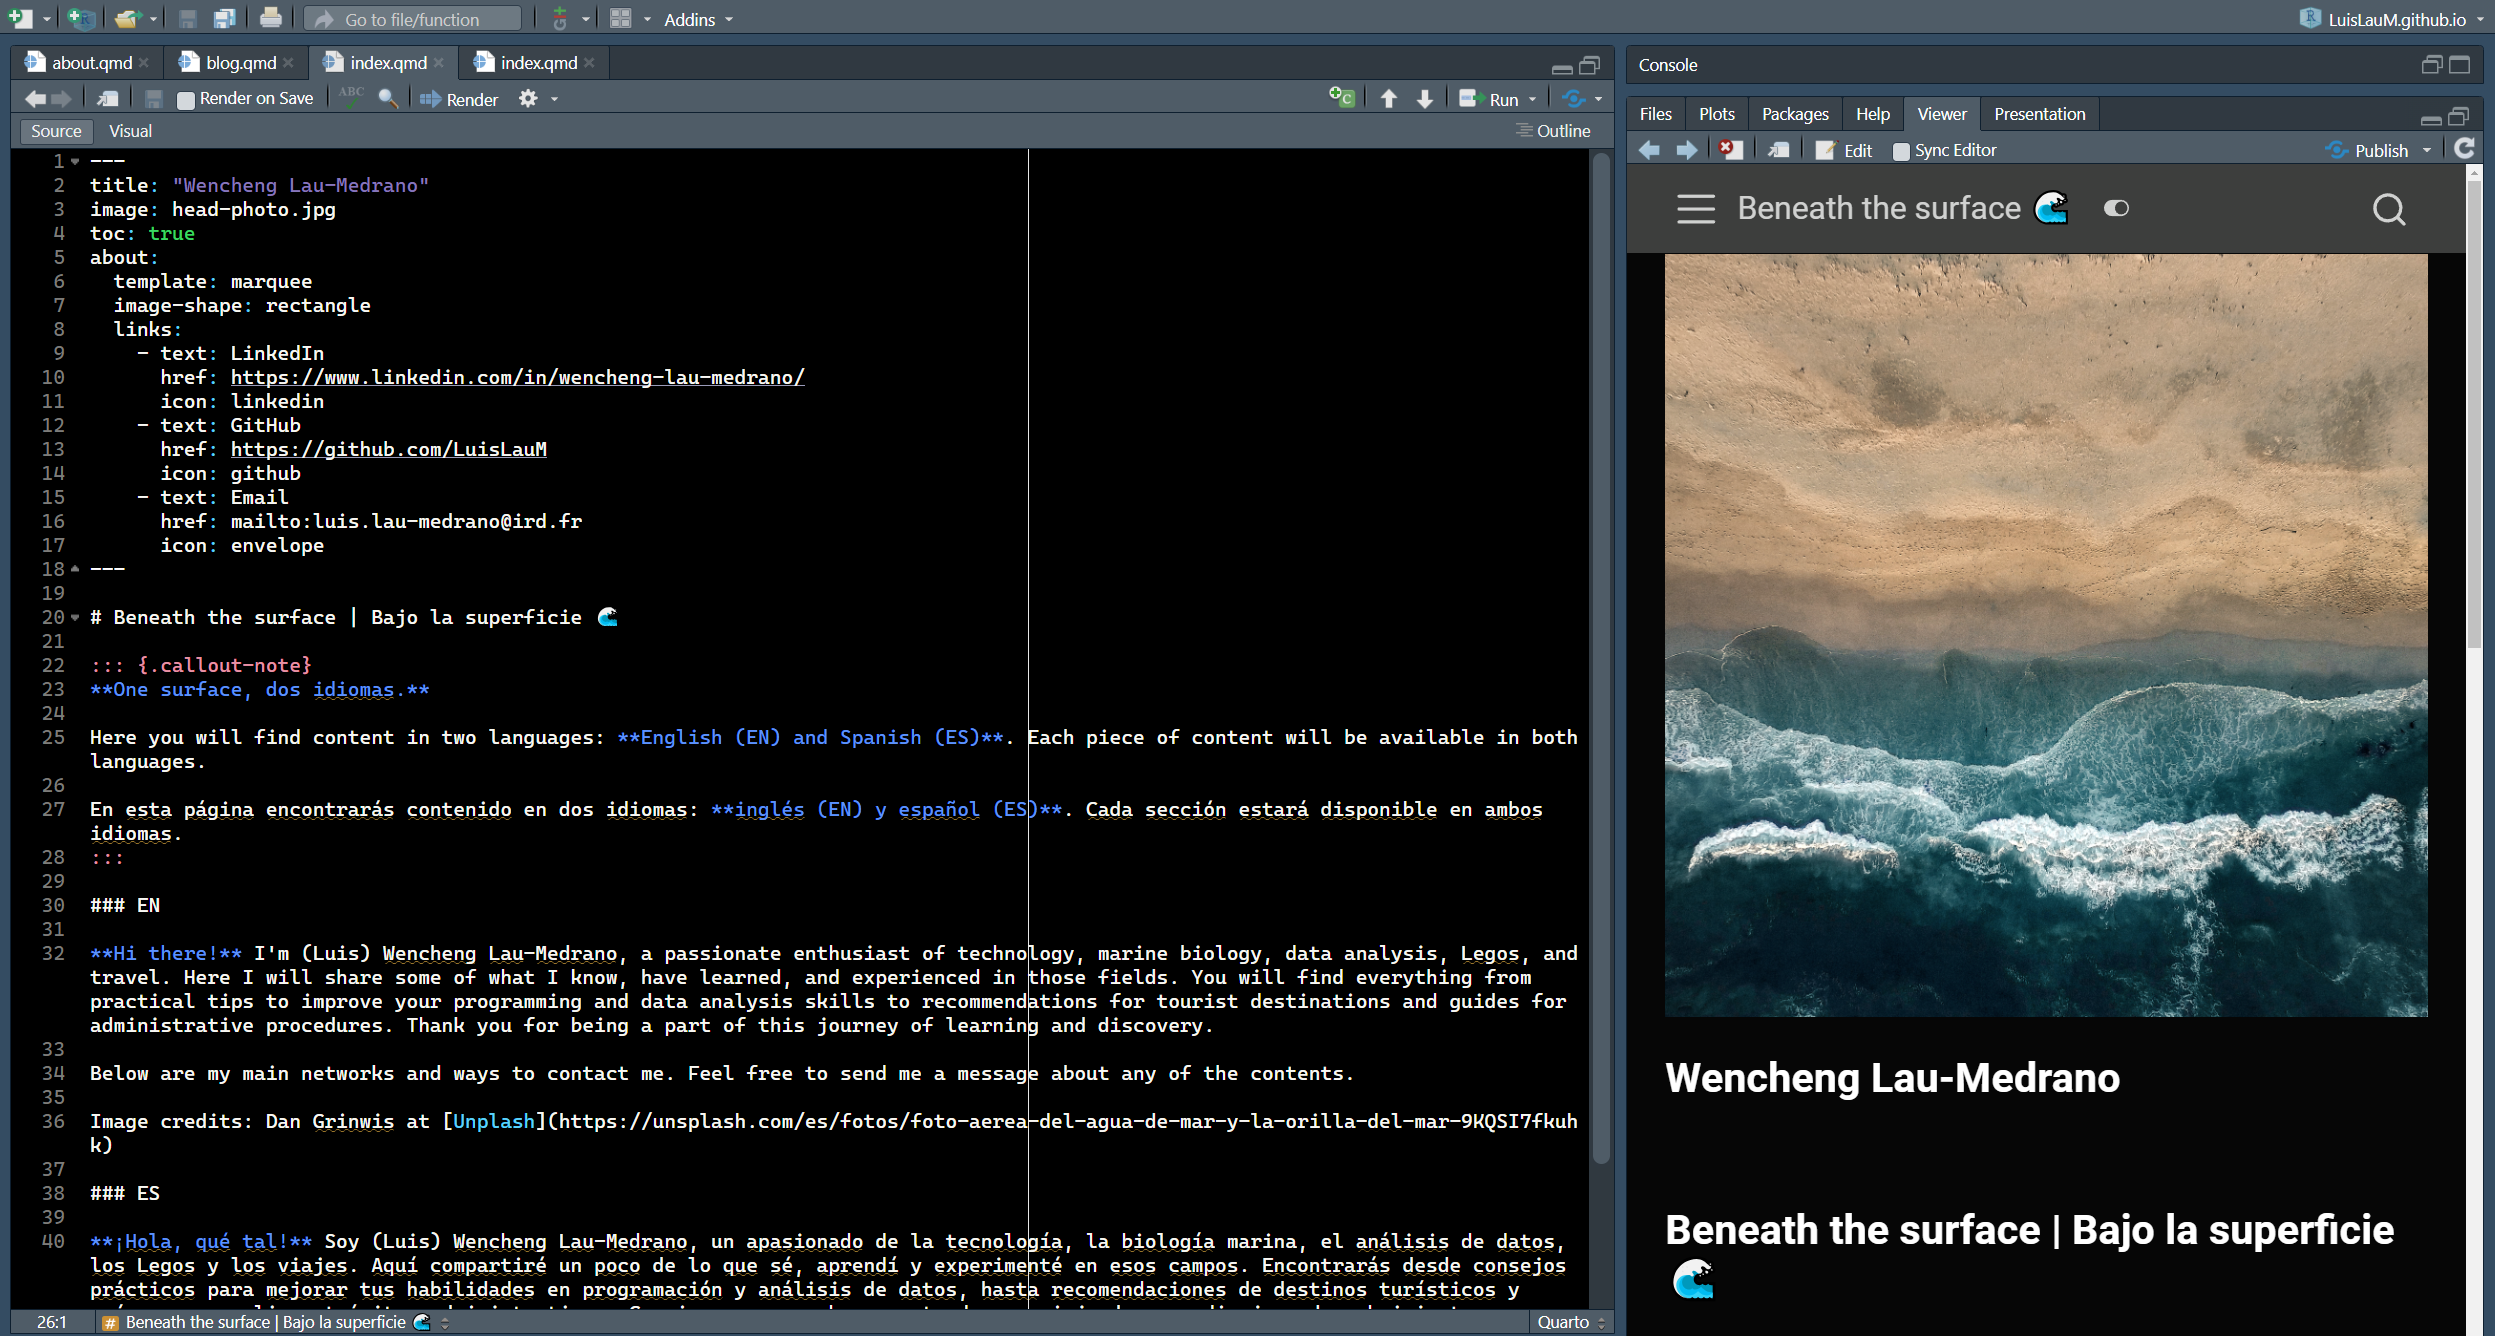 Go to file/function
Addins
LuisLauM.github.io
about.qmd
blog.qmd
index.qmd
index.qmd
Render on Save
ABC
Render
Run
Source
Visual
Outline
1 ---
2 title: "Wencheng Lau-Medrano"
3 image: head-photo.jpg
4 toc: true
5 about:
6 template: marquee
7 image-shape: rectangle
8 links:
9 - text: LinkedIn
10 href: https://www.linkedin.com/in/wencheng-lau-medrano/
11 icon: linkedin
12 - text: GitHub
13 href: https://github.com/LuisLauM
14 icon: github
15 - text: Email
16 href: mailto:luis.lau-medrano@ird.fr
17 icon: envelope
18 ---
19
20 # Beneath the surface | Bajo la superficie 🌊
21
22 ::: {.callout-note}
23 **One surface, dos idiomas.**
24
25 Here you will find content in two languages: **English (EN) and Spanish (ES)**. Each piece of content will be available in both
languages.
26
27 En esta página encontrarás contenido en dos idiomas: **inglés (EN) y español (ES)**. Cada sección estará disponible en ambos
idiomas.
28 :::
29
30 ### EN
31
32 **Hi there!** I'm (Luis) Wencheng Lau-Medrano, a passionate enthusiast of technology, marine biology, data analysis, Legos, and
travel. Here I will share some of what I know, have learned, and experienced in those fields. You will find everything from
practical tips to improve your programming and data analysis skills to recommendations for tourist destinations and guides for
administrative procedures. Thank you for being a part of this journey of learning and discovery.
33
34 Below are my main networks and ways to contact me. Feel free to send me a message about any of the contents.
35
36 Image credits: Dan Grinwis at [Unplash](https://unsplash.com/es/fotos/foto-aerea-del-agua-de-mar-y-la-orilla-del-mar-9KQSI7fkuh
k)
37
38 ### ES
39
40 **¡Hola, qué tal!** Soy (Luis) Wencheng Lau-Medrano, un apasionado de la tecnología, la biología marina, el análisis de datos,
los Legos y los viajes. Aquí compartiré un poco de lo que sé, aprendí y experimenté en esos campos. Encontrarás desde consejos
prácticos para mejorar tus habilidades en programación y análisis de datos, hasta recomendaciones de destinos turísticos y
26:1
# Beneath the surface | Bajo la superficie 🌊
Quarto
Console
Files
Plots
Packages
Help
Viewer
Presentation
Edit
Sync Editor
Publish
Beneath the surface 🌊
Wencheng Lau-Medrano
Beneath the surface | Bajo la superficie
🌊